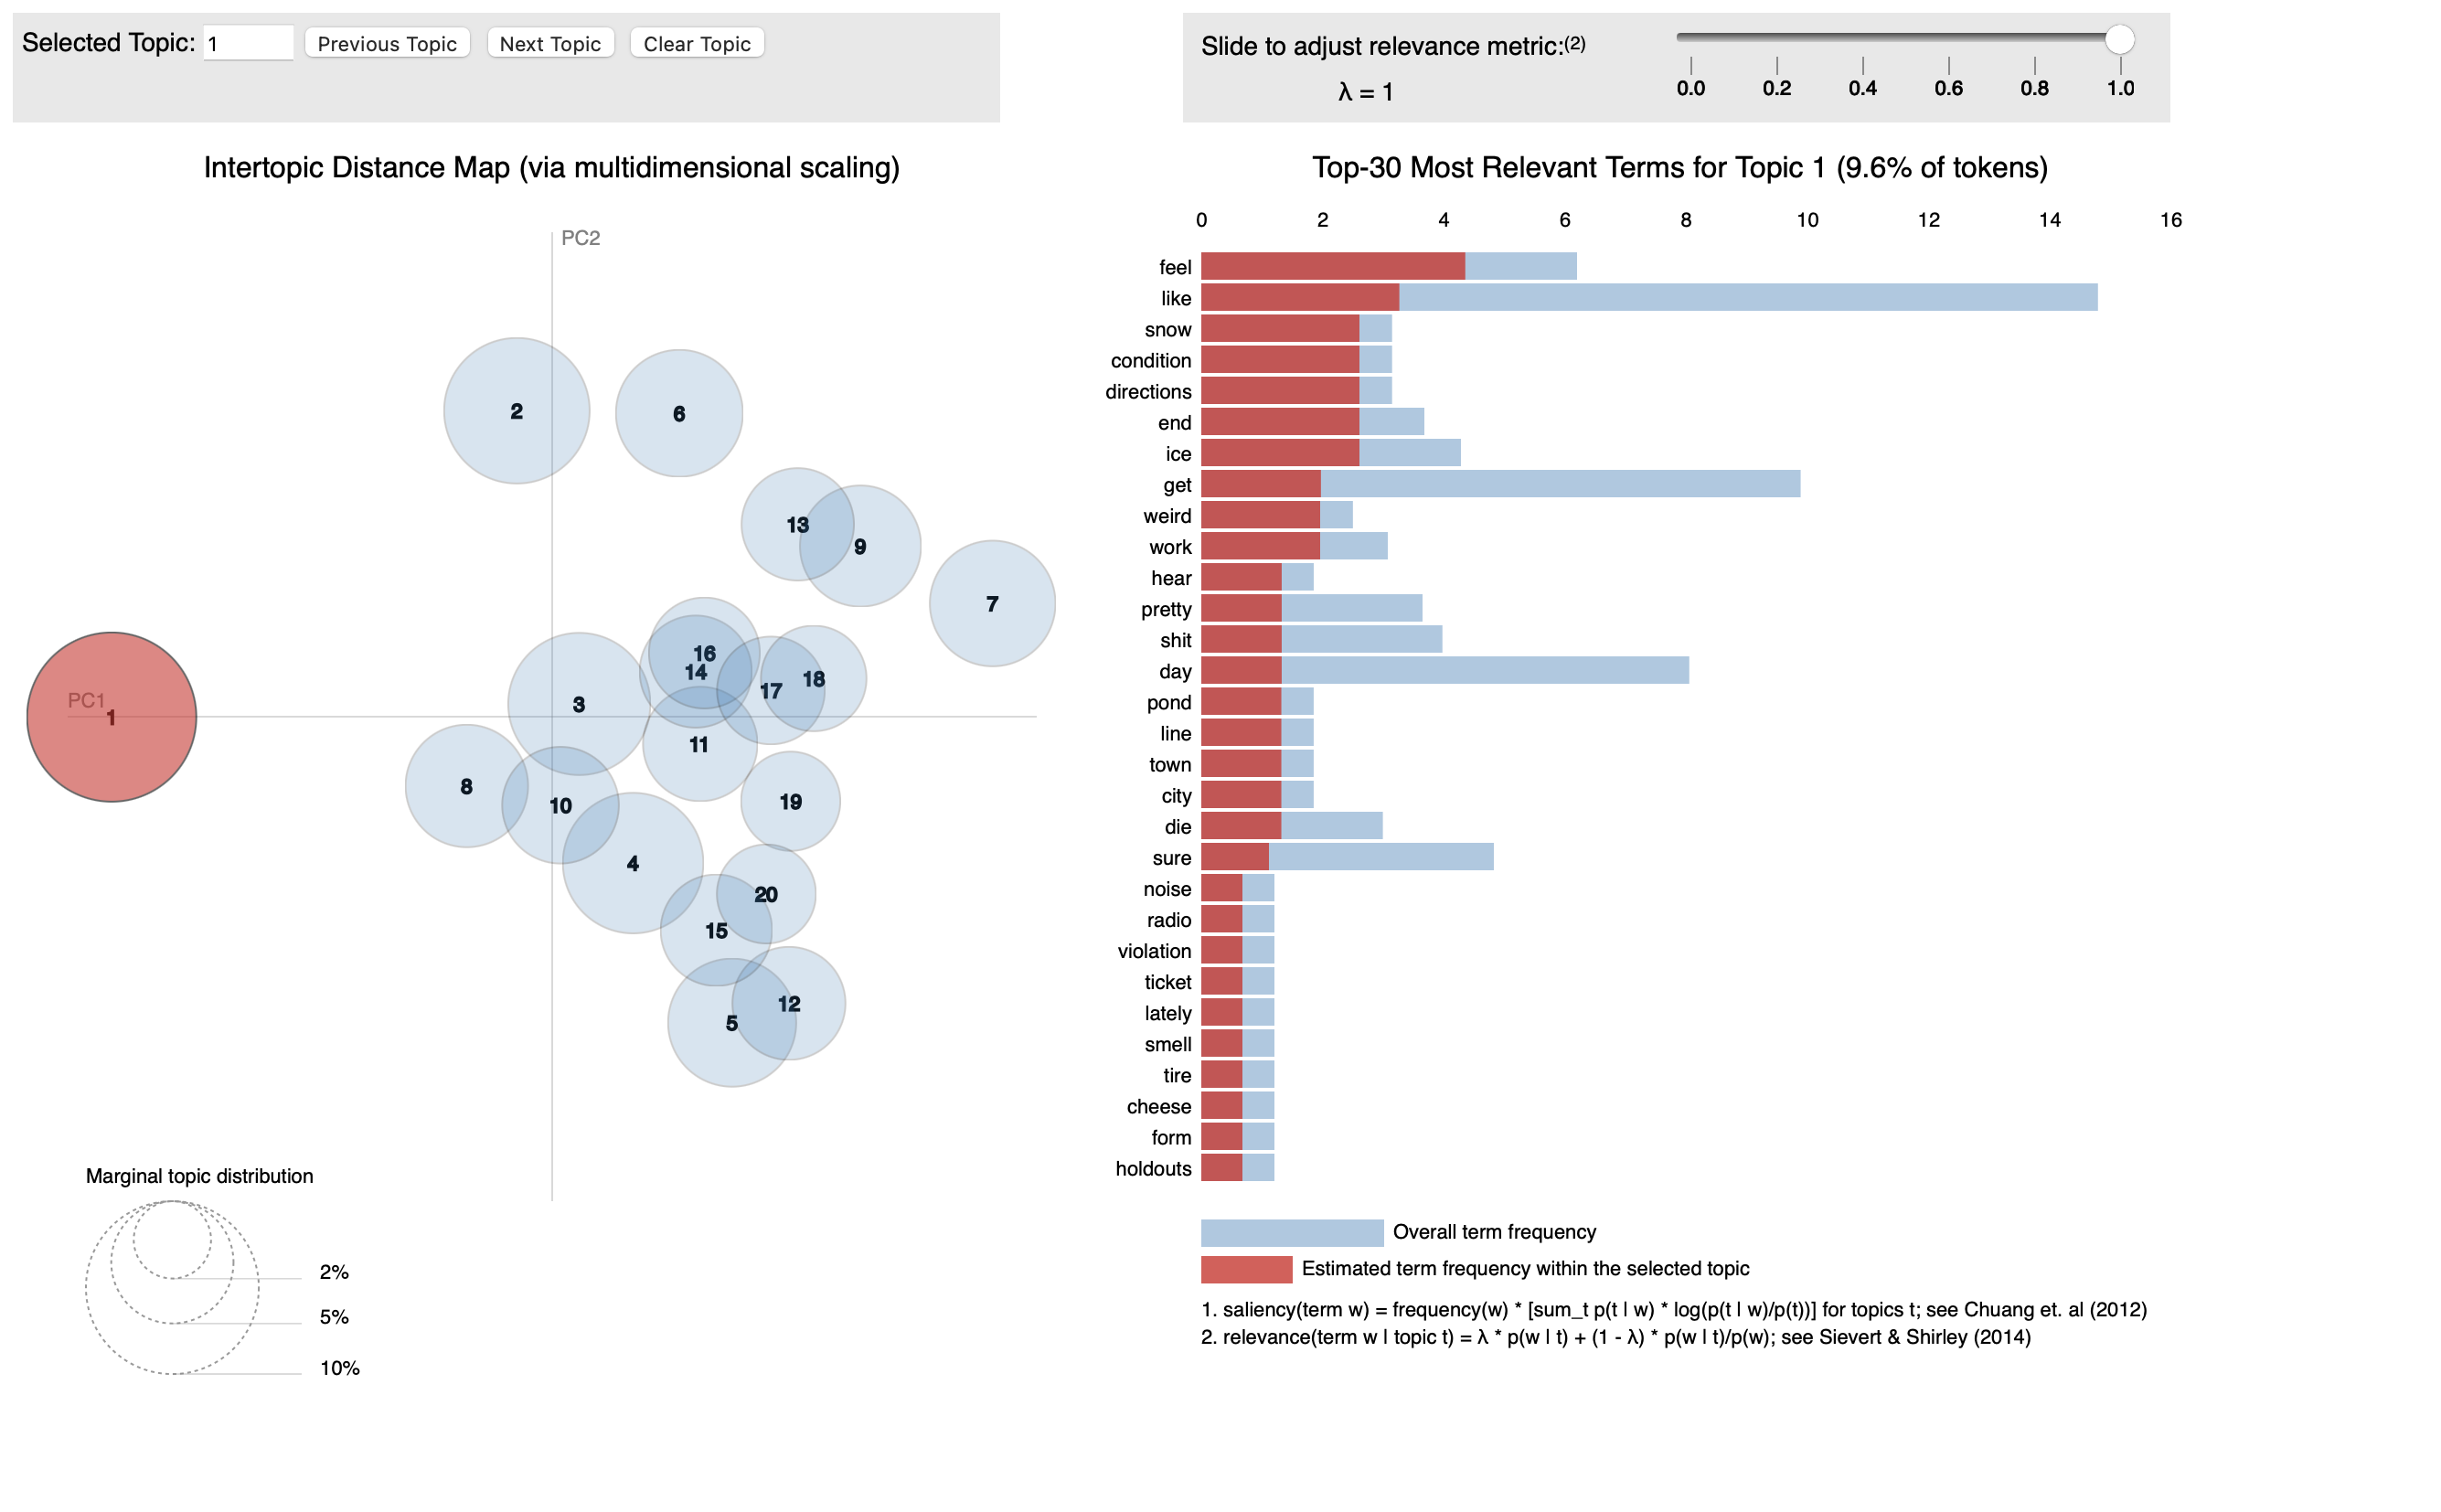 Selected Topic: 1 Previous Topic Next Topic Clear Topic
Slide to adjust relevance metric:(2)
λ = 1
0.0 0.2 0.4 0.6 0.8 1.0
Intertopic Distance Map (via multidimensional scaling)
PC2
PC1
2
6
13
9
7
16
14
17
18
3
1
11
8
10
19
4
20
15
12
5
Marginal topic distribution
2%
5%
10%
Top-30 Most Relevant Terms for Topic 1 (9.6% of tokens)
0 2 4 6 8 10 12 14 16
feel
like
snow
condition
directions
end
ice
get
weird
work
hear
pretty
shit
day
pond
line
town
city
die
sure
noise
radio
violation
ticket
lately
smell
tire
cheese
form
holdouts
Overall term frequency
Estimated term frequency within the selected topic
1. saliency(term w) = frequency(w) * [sum_t p(t | w) * log(p(t | w)/p(t))] for topics t; see Chuang et. al (2012)
2. relevance(term w | topic t) = λ * p(w | t) + (1 - λ) * p(w | t)/p(w); see Sievert & Shirley (2014)